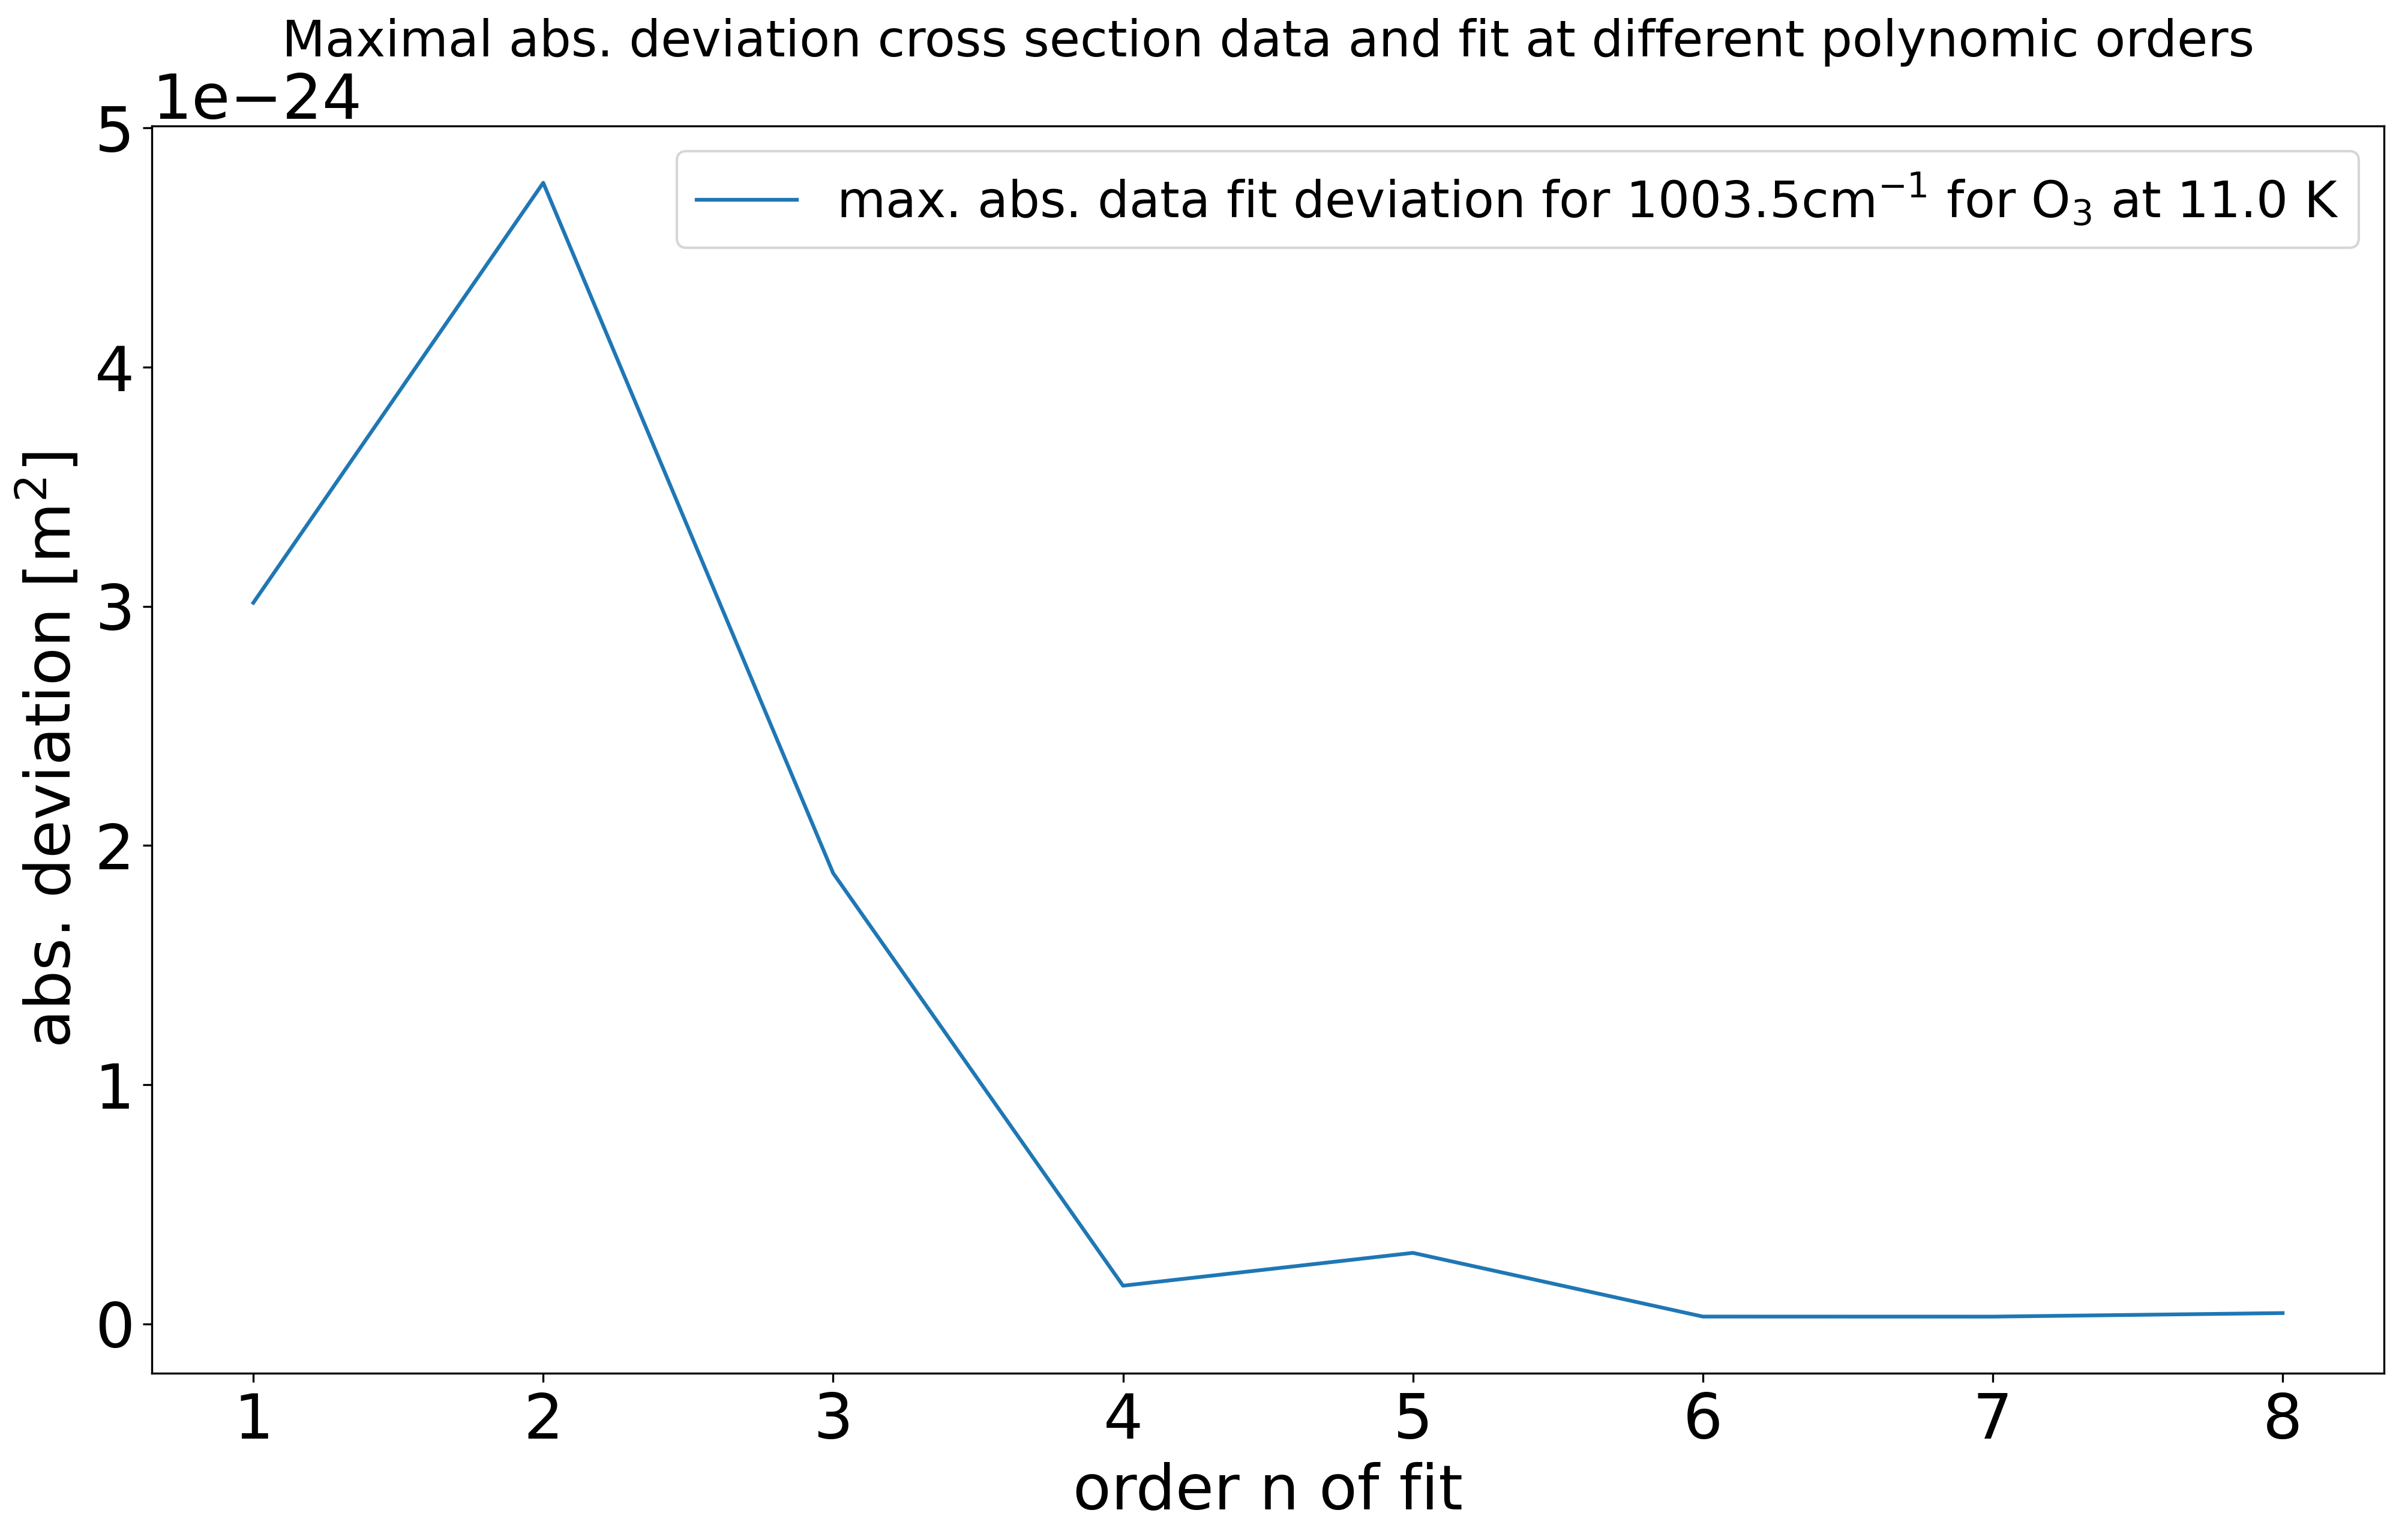 Maximal abs. deviation cross section data and fit at different polynomic orders
1e−24
max. abs. data fit deviation for 1003.5cm⁻¹ for O₃ at 11.0 K
5
4
3
2
1
0
abs. deviation [m²]
1 2 3 4 5 6 7 8
order n of fit